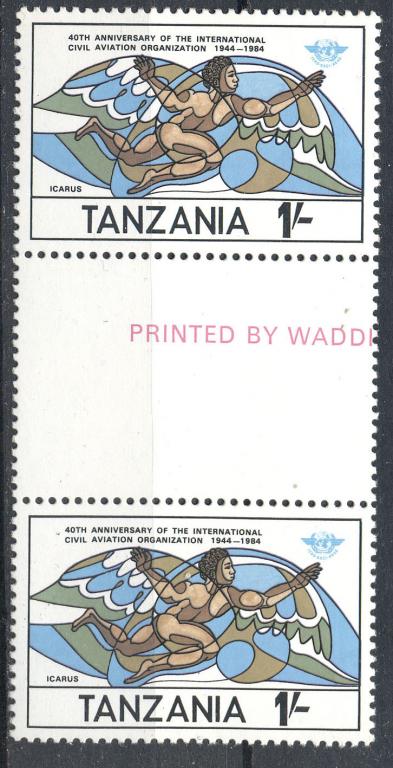 40TH ANNIVERSARY OF THE INTERNATIONAL
CIVIL AVIATION ORGANIZATION 1944–1984
ICARUS
TANZANIA 1/-
PRINTED BY WADDI
40TH ANNIVERSARY OF THE INTERNATIONAL
CIVIL AVIATION ORGANIZATION 1944–1984
ICARUS
TANZANIA 1/-